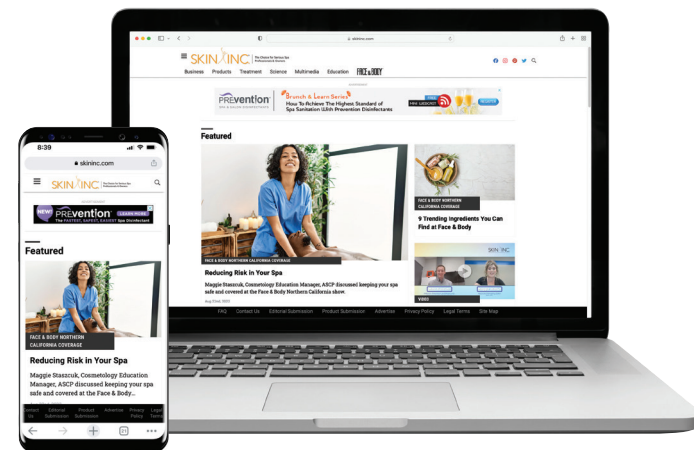 skininc.com
SKIN INC
Business Products Treatment Science Multimedia Education FACE & BODY
PREvention
Brunch & Learn Series
How To Achieve The Highest Standard of
Spa Sanitation With Prevention Disinfectants
Featured
FACE & BODY NORTHERN CALIFORNIA COVERAGE
Reducing Risk in Your Spa
Maggie Staszcuk, Cosmetology Education Manager, ASCP discussed keeping your spa
safe and covered at the Face & Body Northern California show.
FACE & BODY NORTHERN
CALIFORNIA COVERAGE
9 Trending Ingredients You Can
Find at Face & Body
SKIN INC
VIDEO
FAQ Contact Us Editorial Submission Product Submission Advertise Privacy Policy Legal Terms Site Map
8:39
skininc.com
SKIN INC
NEW! PREvention LEARN MORE
The FASTEST, SAFEST, EASIEST Spa Disinfectant
Featured
FACE & BODY NORTHERN
CALIFORNIA COVERAGE
Reducing Risk in Your Spa
Maggie Staszcuk, Cosmetology Education
Manager, ASCP discussed keeping your spa
safe and covered at the Face & Body...
Contact Editorial Product Advertise Privacy Legal
Us Submission Submission Policy Terms
21